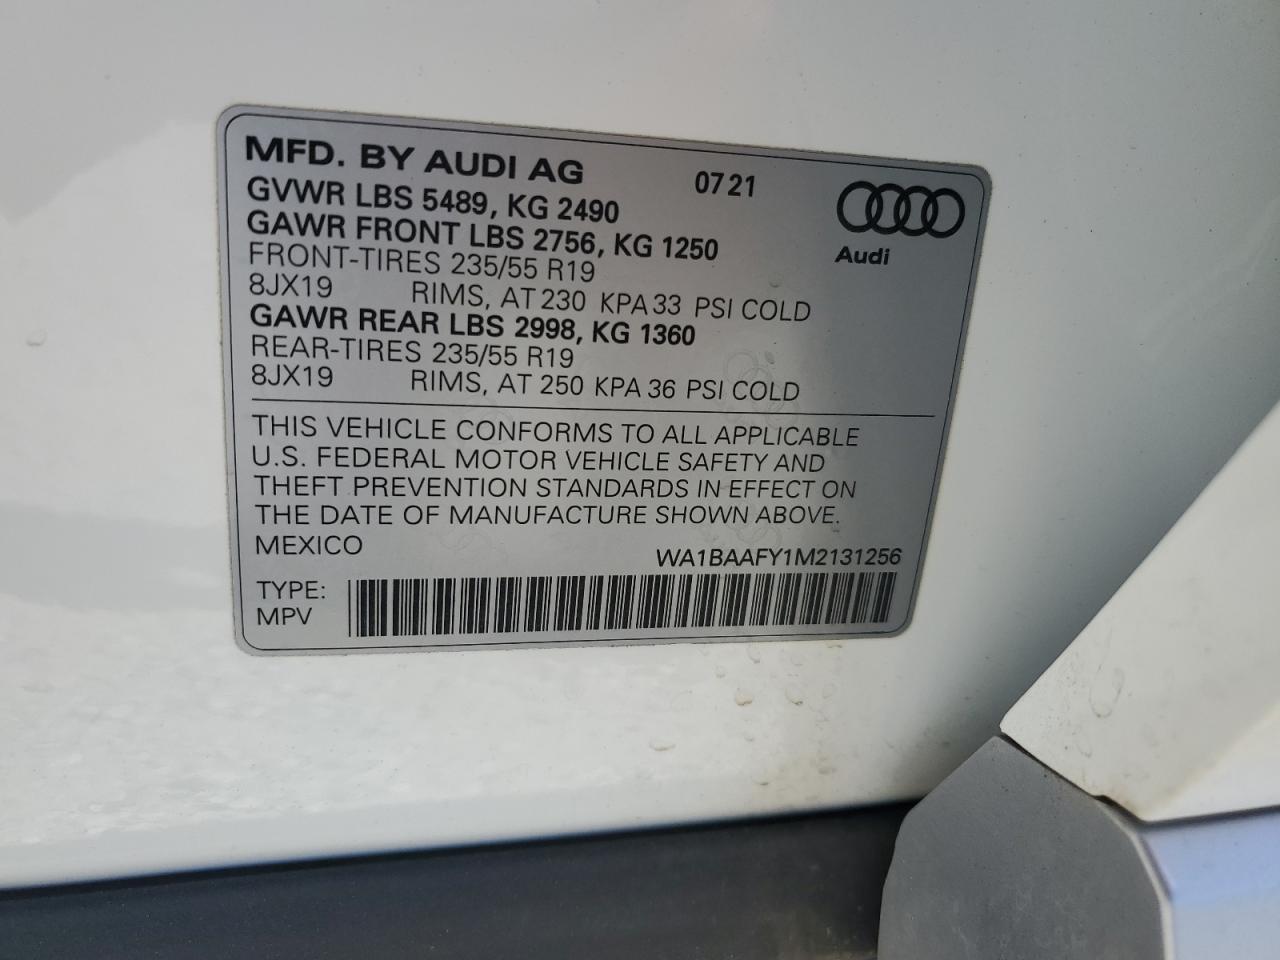 MFD. BY AUDI AG 07 21
GVWR LBS 5489, KG 2490
GAWR FRONT LBS 2756, KG 1250
Audi
FRONT-TIRES 235/55 R19
8JX19 RIMS, AT 230 KPA 33 PSI COLD
GAWR REAR LBS 2998, KG 1360
REAR-TIRES 235/55 R19
8JX19 RIMS, AT 250 KPA 36 PSI COLD
THIS VEHICLE CONFORMS TO ALL APPLICABLE
U.S. FEDERAL MOTOR VEHICLE SAFETY AND
THEFT PREVENTION STANDARDS IN EFFECT ON
THE DATE OF MANUFACTURE SHOWN ABOVE.
MEXICO WA1BAAFY1M2131256
TYPE:
MPV